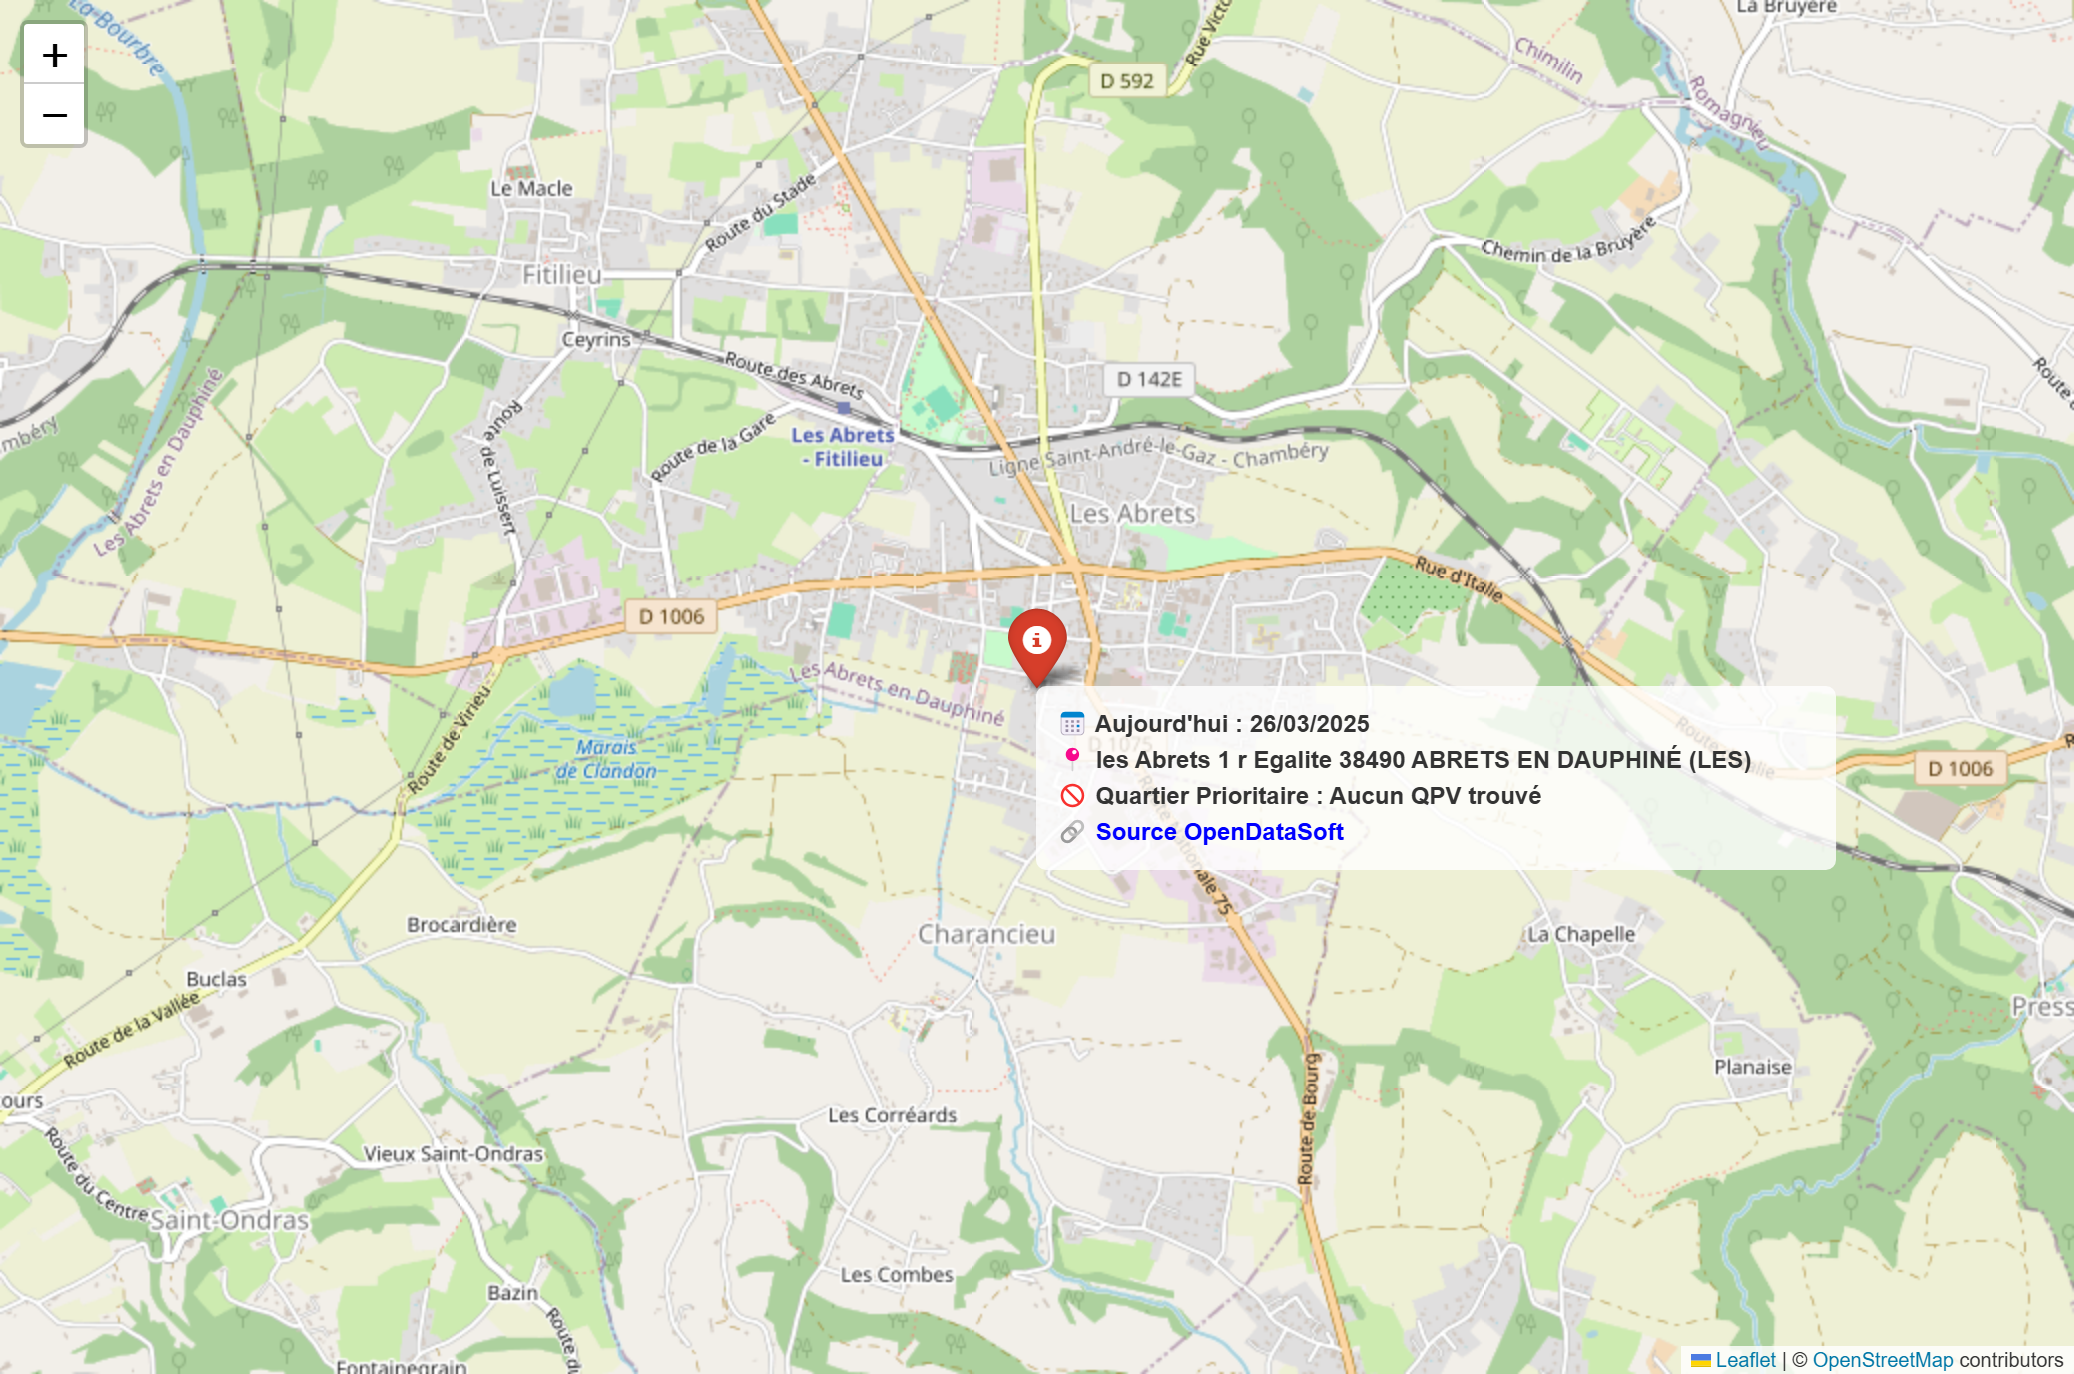 +
−
La Bourbre
D 592
Rue Victo
La Bruyère
Chimilin
Romagnieu
Le Macle
Route du Stade
Chemin de la Bruyère
Fitilieu
Ceyrins
Route des Abrets
D 142E
Route d
Les Abrets en Dauphiné
mbéry
Route de Luissert
Route de la Gare
Les Abrets
- Fitilieu
Ligne Saint-André-le-Gaz - Chambéry
Les Abrets
Rue d'Italie
D 1006
Les Abrets en Dauphiné
Route de Virieu
Marais
de Clandon
D 1075
Aujourd'hui : 26/03/2025
les Abrets 1 r Egalite 38490 ABRETS EN DAUPHINÉ (LES)
Quartier Prioritaire : Aucun QPV trouvé
Source OpenDataSoft
D 1006
ale 75
Brocardière
Charancieu
La Chapelle
Buclas
Route de la Vallée
Press
Planaise
ours
Les Corréards
Route de Bourg
Route du Centre
Vieux Saint-Ondras
Saint-Ondras
Les Combes
Bazin
Route du
Fontainegrain
Leaflet | © OpenStreetMap contributors